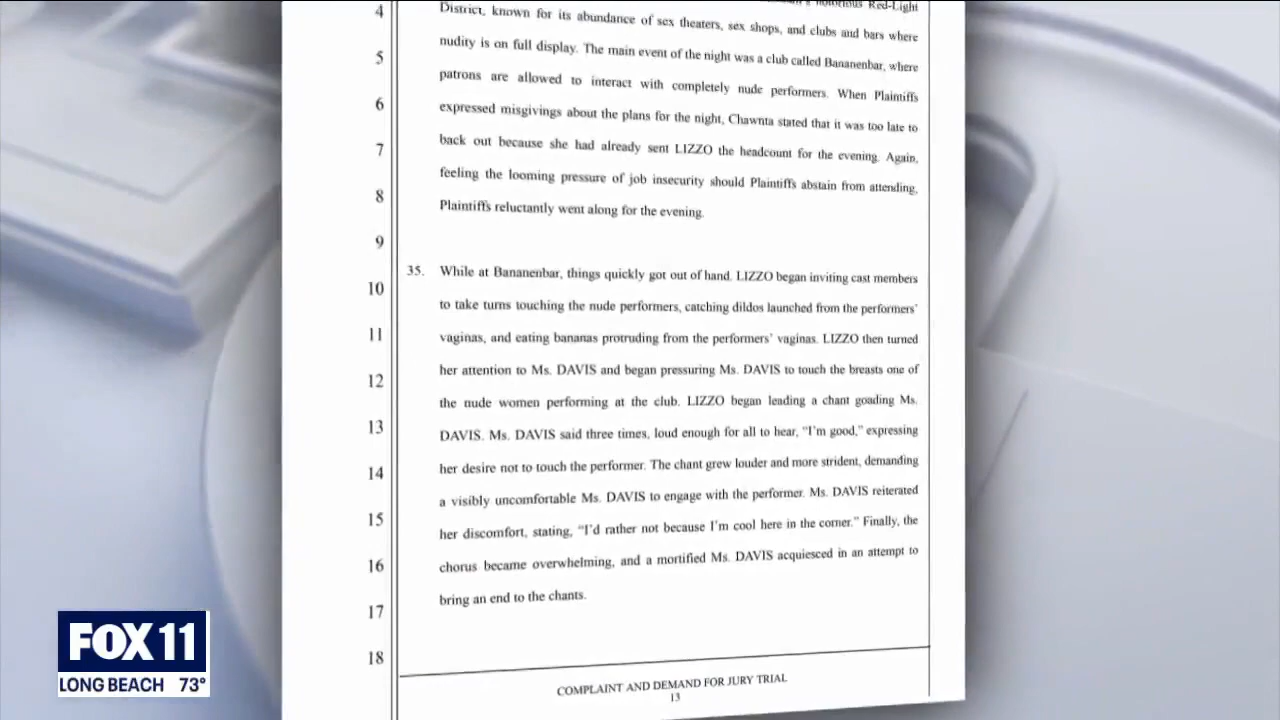 notorious Red-Light
4
District, known for its abundance of sex theaters, sex shops, and clubs and bars where
5
nudity is on full display. The main event of the night was a club called Bananenbar, where
patrons are allowed to interact with completely nude performers. When Plaintiffs
6
expressed misgivings about the plans for the night, Chawnta stated that it was too late to
7
back out because she had already sent LIZZO the headcount for the evening. Again,
feeling the looming pressure of job insecurity should Plaintiffs abstain from attending,
8
Plaintiffs reluctantly went along for the evening.
9
35. While at Bananenbar, things quickly got out of hand. LIZZO began inviting cast members
10
to take turns touching the nude performers, catching dildos launched from the performers'
11
vaginas, and eating bananas protruding from the performers' vaginas. LIZZO then turned
her attention to Ms. DAVIS and began pressuring Ms. DAVIS to touch the breasts one of
12
the nude women performing at the club. LIZZO began leading a chant goading Ms.
13
DAVIS. Ms. DAVIS said three times, loud enough for all to hear, "I'm good," expressing
her desire not to touch the performer. The chant grew louder and more strident, demanding
14
a visibly uncomfortable Ms. DAVIS to engage with the performer. Ms. DAVIS reiterated
15
her discomfort, stating, "I'd rather not because I'm cool here in the corner." Finally, the
16
chorus became overwhelming, and a mortified Ms. DAVIS acquiesced in an attempt to
bring an end to the chants.
17
18
COMPLAINT AND DEMAND FOR JURY TRIAL
13
FOX 11
LONG BEACH 73°